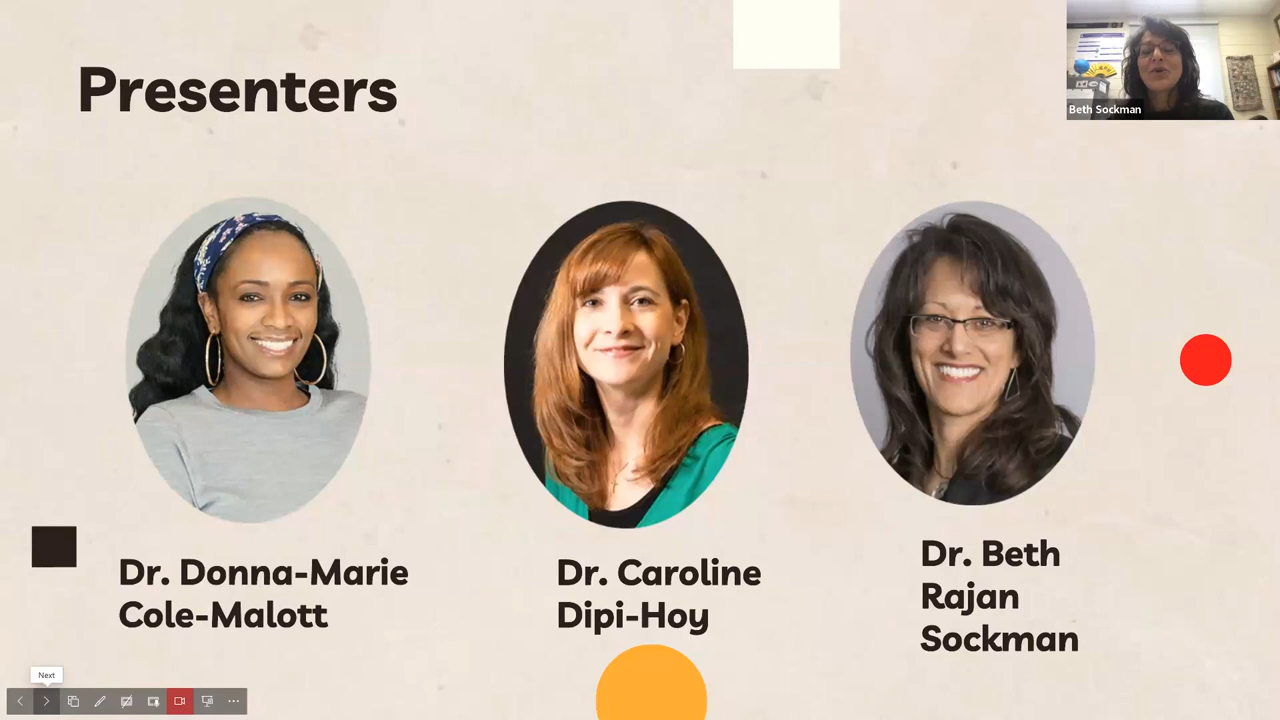 Presenters
Beth Sockman
Dr. Donna-Marie
Cole-Malott
Dr. Caroline
Dipi-Hoy
Dr. Beth
Rajan
Sockman
Next